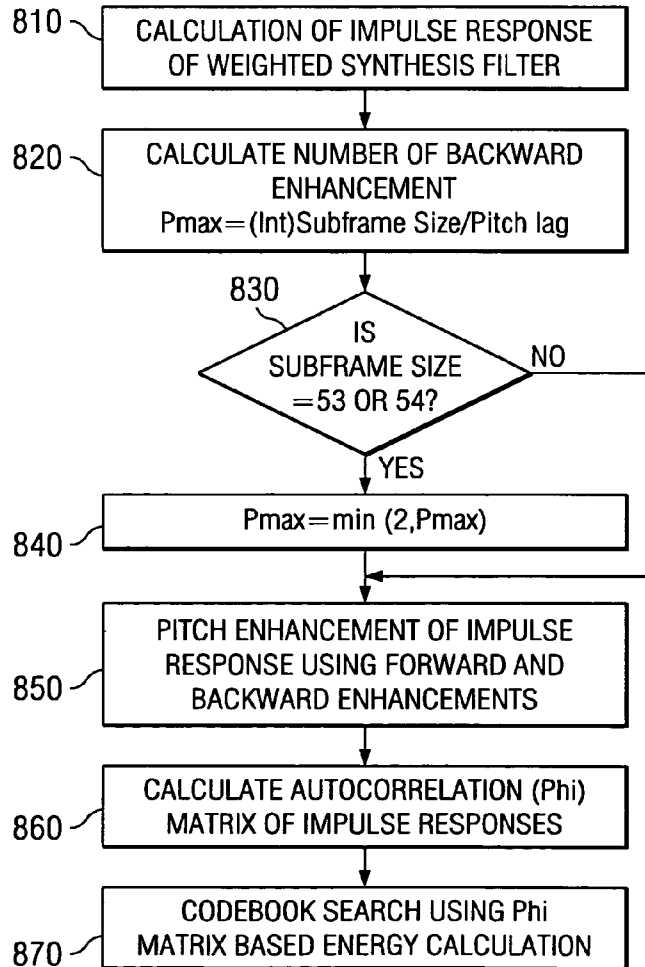 810
CALCULATION OF IMPULSE RESPONSE
OF WEIGHTED SYNTHESIS FILTER
820
CALCULATE NUMBER OF BACKWARD
ENHANCEMENT
Pmax=(Int)Subframe Size/Pitch lag
830
IS
SUBFRAME SIZE
=53 OR 54?
NO
YES
840
Pmax=min (2,Pmax)
850
PITCH ENHANCEMENT OF IMPULSE
RESPONSE USING FORWARD AND
BACKWARD ENHANCEMENTS
860
CALCULATE AUTOCORRELATION (Phi)
MATRIX OF IMPULSE RESPONSES
870
CODEBOOK SEARCH USING Phi
MATRIX BASED ENERGY CALCULATION